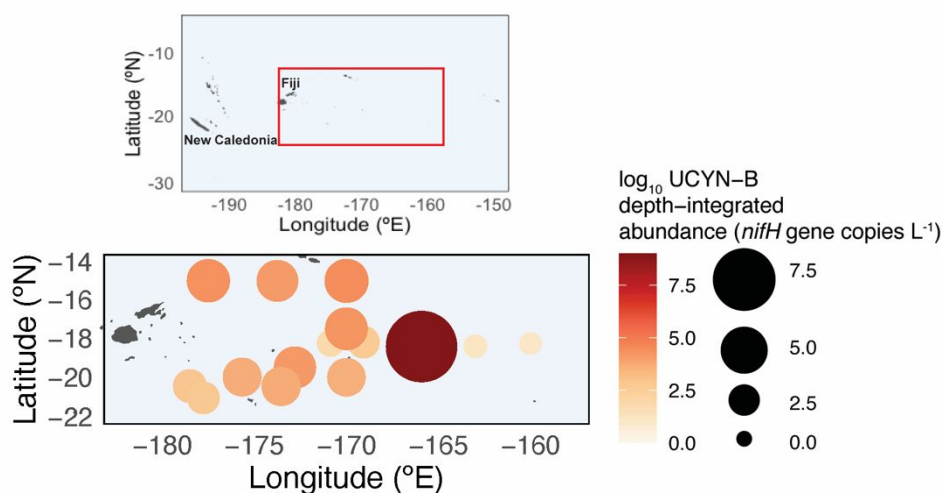 Latitude (ºN)
-10
-20
-30
Fiji
New Caledonia
-190
-180
-170
-160
-150
Longitude (ºE)
Latitude (ºN)
−14
−16
−18
−20
−22
−180
−175
−170
−165
−160
Longitude (°E)
log₁₀ UCYN−B
depth−integrated
abundance (nifH gene copies L⁻¹)
7.5
5.0
2.5
0.0
7.5
5.0
2.5
0.0